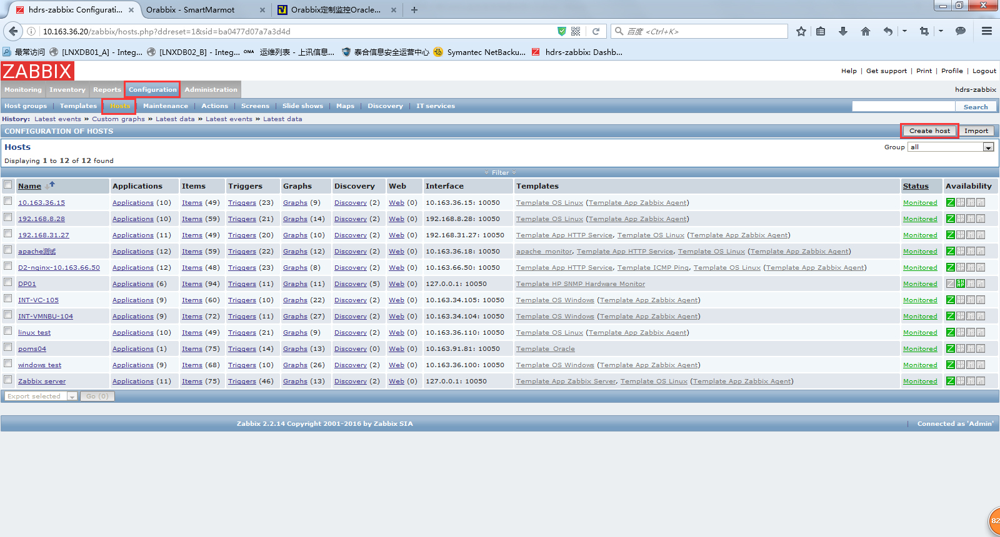 hdrs-zabbix: Configurati... × Orabbix - SmartMarmot × Orabbix定制监控Oracle... × +
10.163.36.20/zabbix/hosts.php?ddreset=1&sid=ba0477d07a7a3d4d 百度 <Ctrl+K>
最常访问 [LNXDB01_A] - Integ... [LNXDB02_B] - Integ... OMA 运维列表 - 上讯信息... 泰合信息安全运营中心 Symantec NetBacku... hdrs-zabbix: Dashb...
ZABBIX
Help | Get support | Print | Profile | Logout
Monitoring Inventory Reports Configuration Administration hdrs-zabbix
Host groups | Templates | Hosts | Maintenance | Actions | Screens | Slide shows | Maps | Discovery | IT services Search
History: Latest events » Custom graphs » Latest data » Latest events » Latest data
CONFIGURATION OF HOSTS Create host Import
Hosts Group all
Displaying 1 to 12 of 12 found
Filter
Name Applications Items Triggers Graphs Discovery Web Interface Templates Status Availability
10.163.36.15 Applications (10) Items (49) Triggers (23) Graphs (9) Discovery (2) Web (0) 10.163.36.15: 10050 Template OS Linux (Template App Zabbix Agent) Monitored
192.168.8.28 Applications (10) Items (59) Triggers (21) Graphs (14) Discovery (2) Web (0) 192.168.8.28: 10050 Template OS Linux (Template App Zabbix Agent) Monitored
192.168.31.27 Applications (11) Items (49) Triggers (20) Graphs (10) Discovery (2) Web (0) 192.168.31.27: 10050 Template App HTTP Service, Template OS Linux (Template App Zabbix Agent) Monitored
apache测试 Applications (12) Items (59) Triggers (22) Graphs (12) Discovery (2) Web (0) 10.163.36.18: 10050 apache_monitor, Template App HTTP Service, Template OS Linux (Template App Zabbix Agent) Monitored
D2-nginx-10.163.66.50 Applications (12) Items (48) Triggers (23) Graphs (8) Discovery (2) Web (0) 10.163.66.50: 10050 Template App HTTP Service, Template ICMP Ping, Template OS Linux (Template App Zabbix Agent) Monitored
DP01 Applications (6) Items (94) Triggers (11) Graphs (11) Discovery (5) Web (0) 127.0.0.1: 10050 Template HP SNMP Hardware Monitor Monitored
INT-VC-105 Applications (9) Items (60) Triggers (10) Graphs (22) Discovery (2) Web (0) 10.163.34.105: 10050 Template OS Windows (Template App Zabbix Agent) Monitored
INT-VMNBU-104 Applications (9) Items (72) Triggers (11) Graphs (27) Discovery (2) Web (0) 10.163.34.104: 10050 Template OS Windows (Template App Zabbix Agent) Monitored
linux test Applications (10) Items (49) Triggers (21) Graphs (9) Discovery (2) Web (0) 10.163.36.110: 10050 Template OS Linux (Template App Zabbix Agent) Monitored
poms04 Applications (1) Items (75) Triggers (14) Graphs (13) Discovery (0) Web (0) 10.163.91.81: 10050 Template_Oracle Monitored
windows test Applications (9) Items (68) Triggers (10) Graphs (26) Discovery (2) Web (0) 10.163.36.100: 10050 Template OS Windows (Template App Zabbix Agent) Monitored
Zabbix server Applications (11) Items (75) Triggers (46) Graphs (13) Discovery (2) Web (0) 127.0.0.1: 10050 Template App Zabbix Server, Template OS Linux (Template App Zabbix Agent) Monitored
Export selected Go (0)
Zabbix 2.2.14 Copyright 2001-2016 by Zabbix SIA | Connected as 'Admin'
82